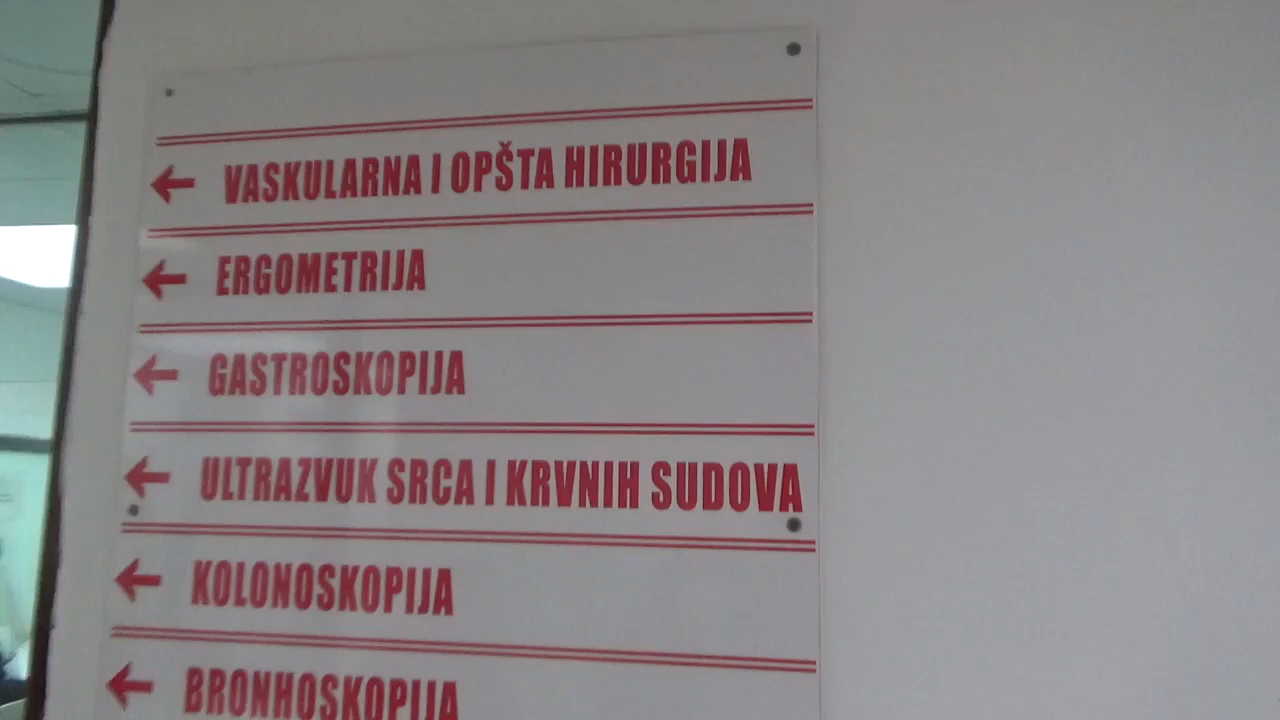 VASKULARNA I OPŠTA HIRURGIJA
ERGOMETRIJA
GASTROSKOPIJA
ULTRAZVUK SRCA I KRVNIH SUDOVA
KOLONOSKOPIJA
BRONHOSKOPIJA